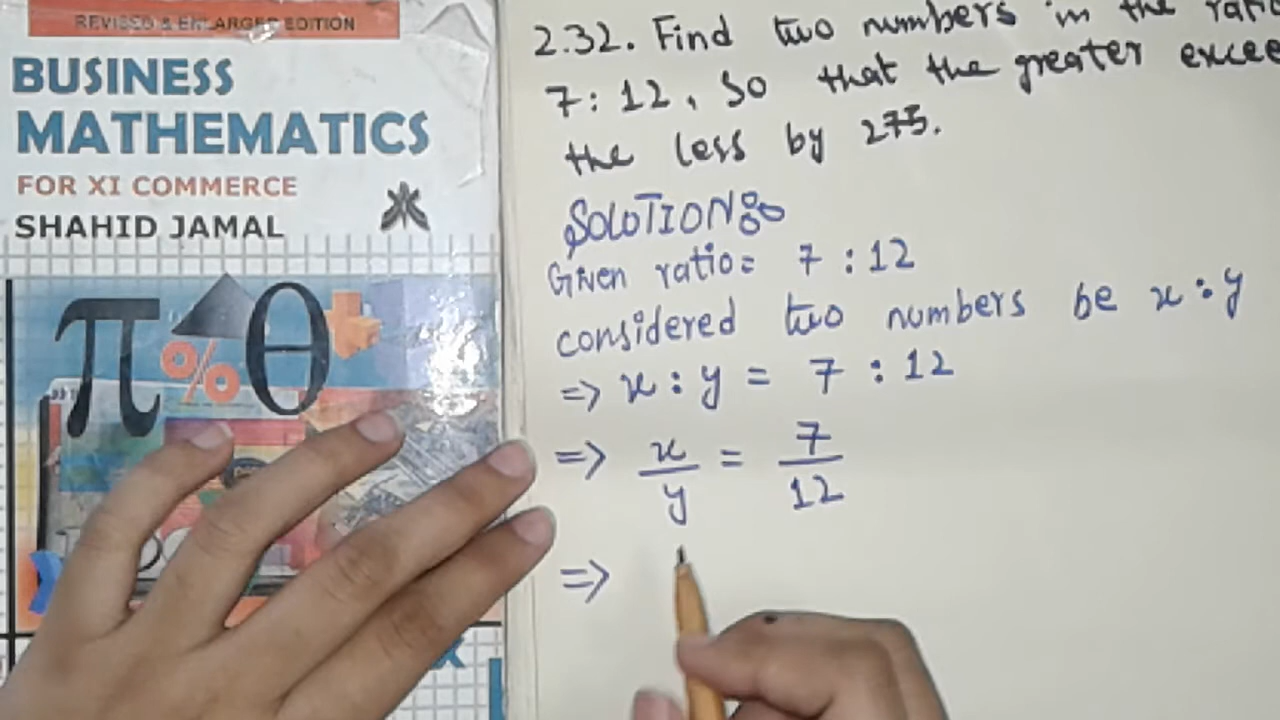 REVISED & ENLARGED EDITION
BUSINESS
MATHEMATICS
FOR XI COMMERCE
SHAHID JAMAL
π % θ +
2.32. Find two numbers in the ratio
7 : 12, so that the greater excee
the less by 275.
SOLUTION:
Given ratio= 7 : 12
considered two numbers be x : y
=> x : y = 7 : 12
=> x/y = 7/12
=>